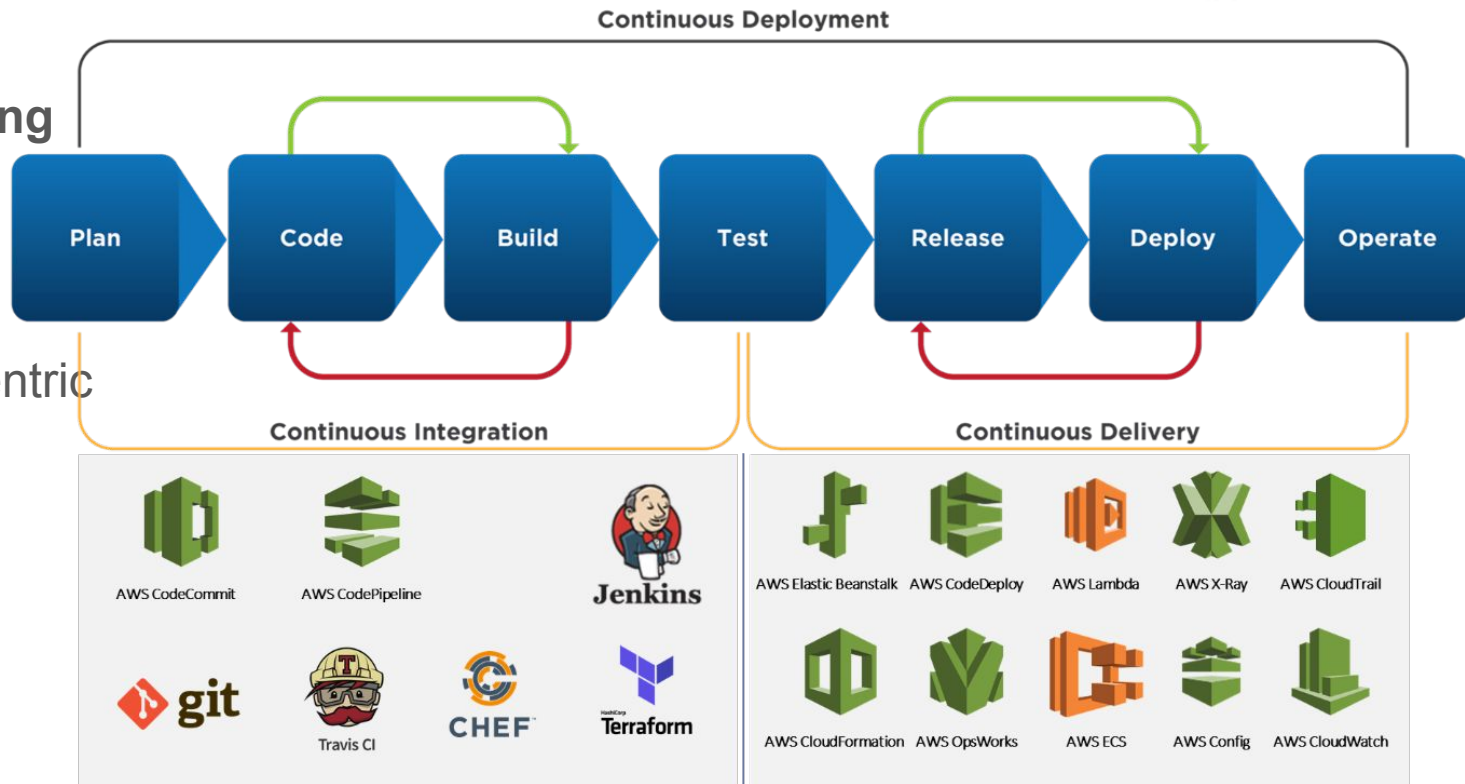 Continuous Deployment
ng
Plan
Code
Build
Test
Release
Deploy
Operate
ntric
Continuous Integration
Continuous Delivery
AWS CodeCommit
AWS CodePipeline
Jenkins
AWS Elastic Beanstalk
AWS CodeDeploy
AWS Lambda
AWS X-Ray
AWS CloudTrail
git
T
Travis CI
CHEF™
HashiCorp
Terraform
AWS CloudFormation
AWS OpsWorks
AWS ECS
AWS Config
AWS CloudWatch